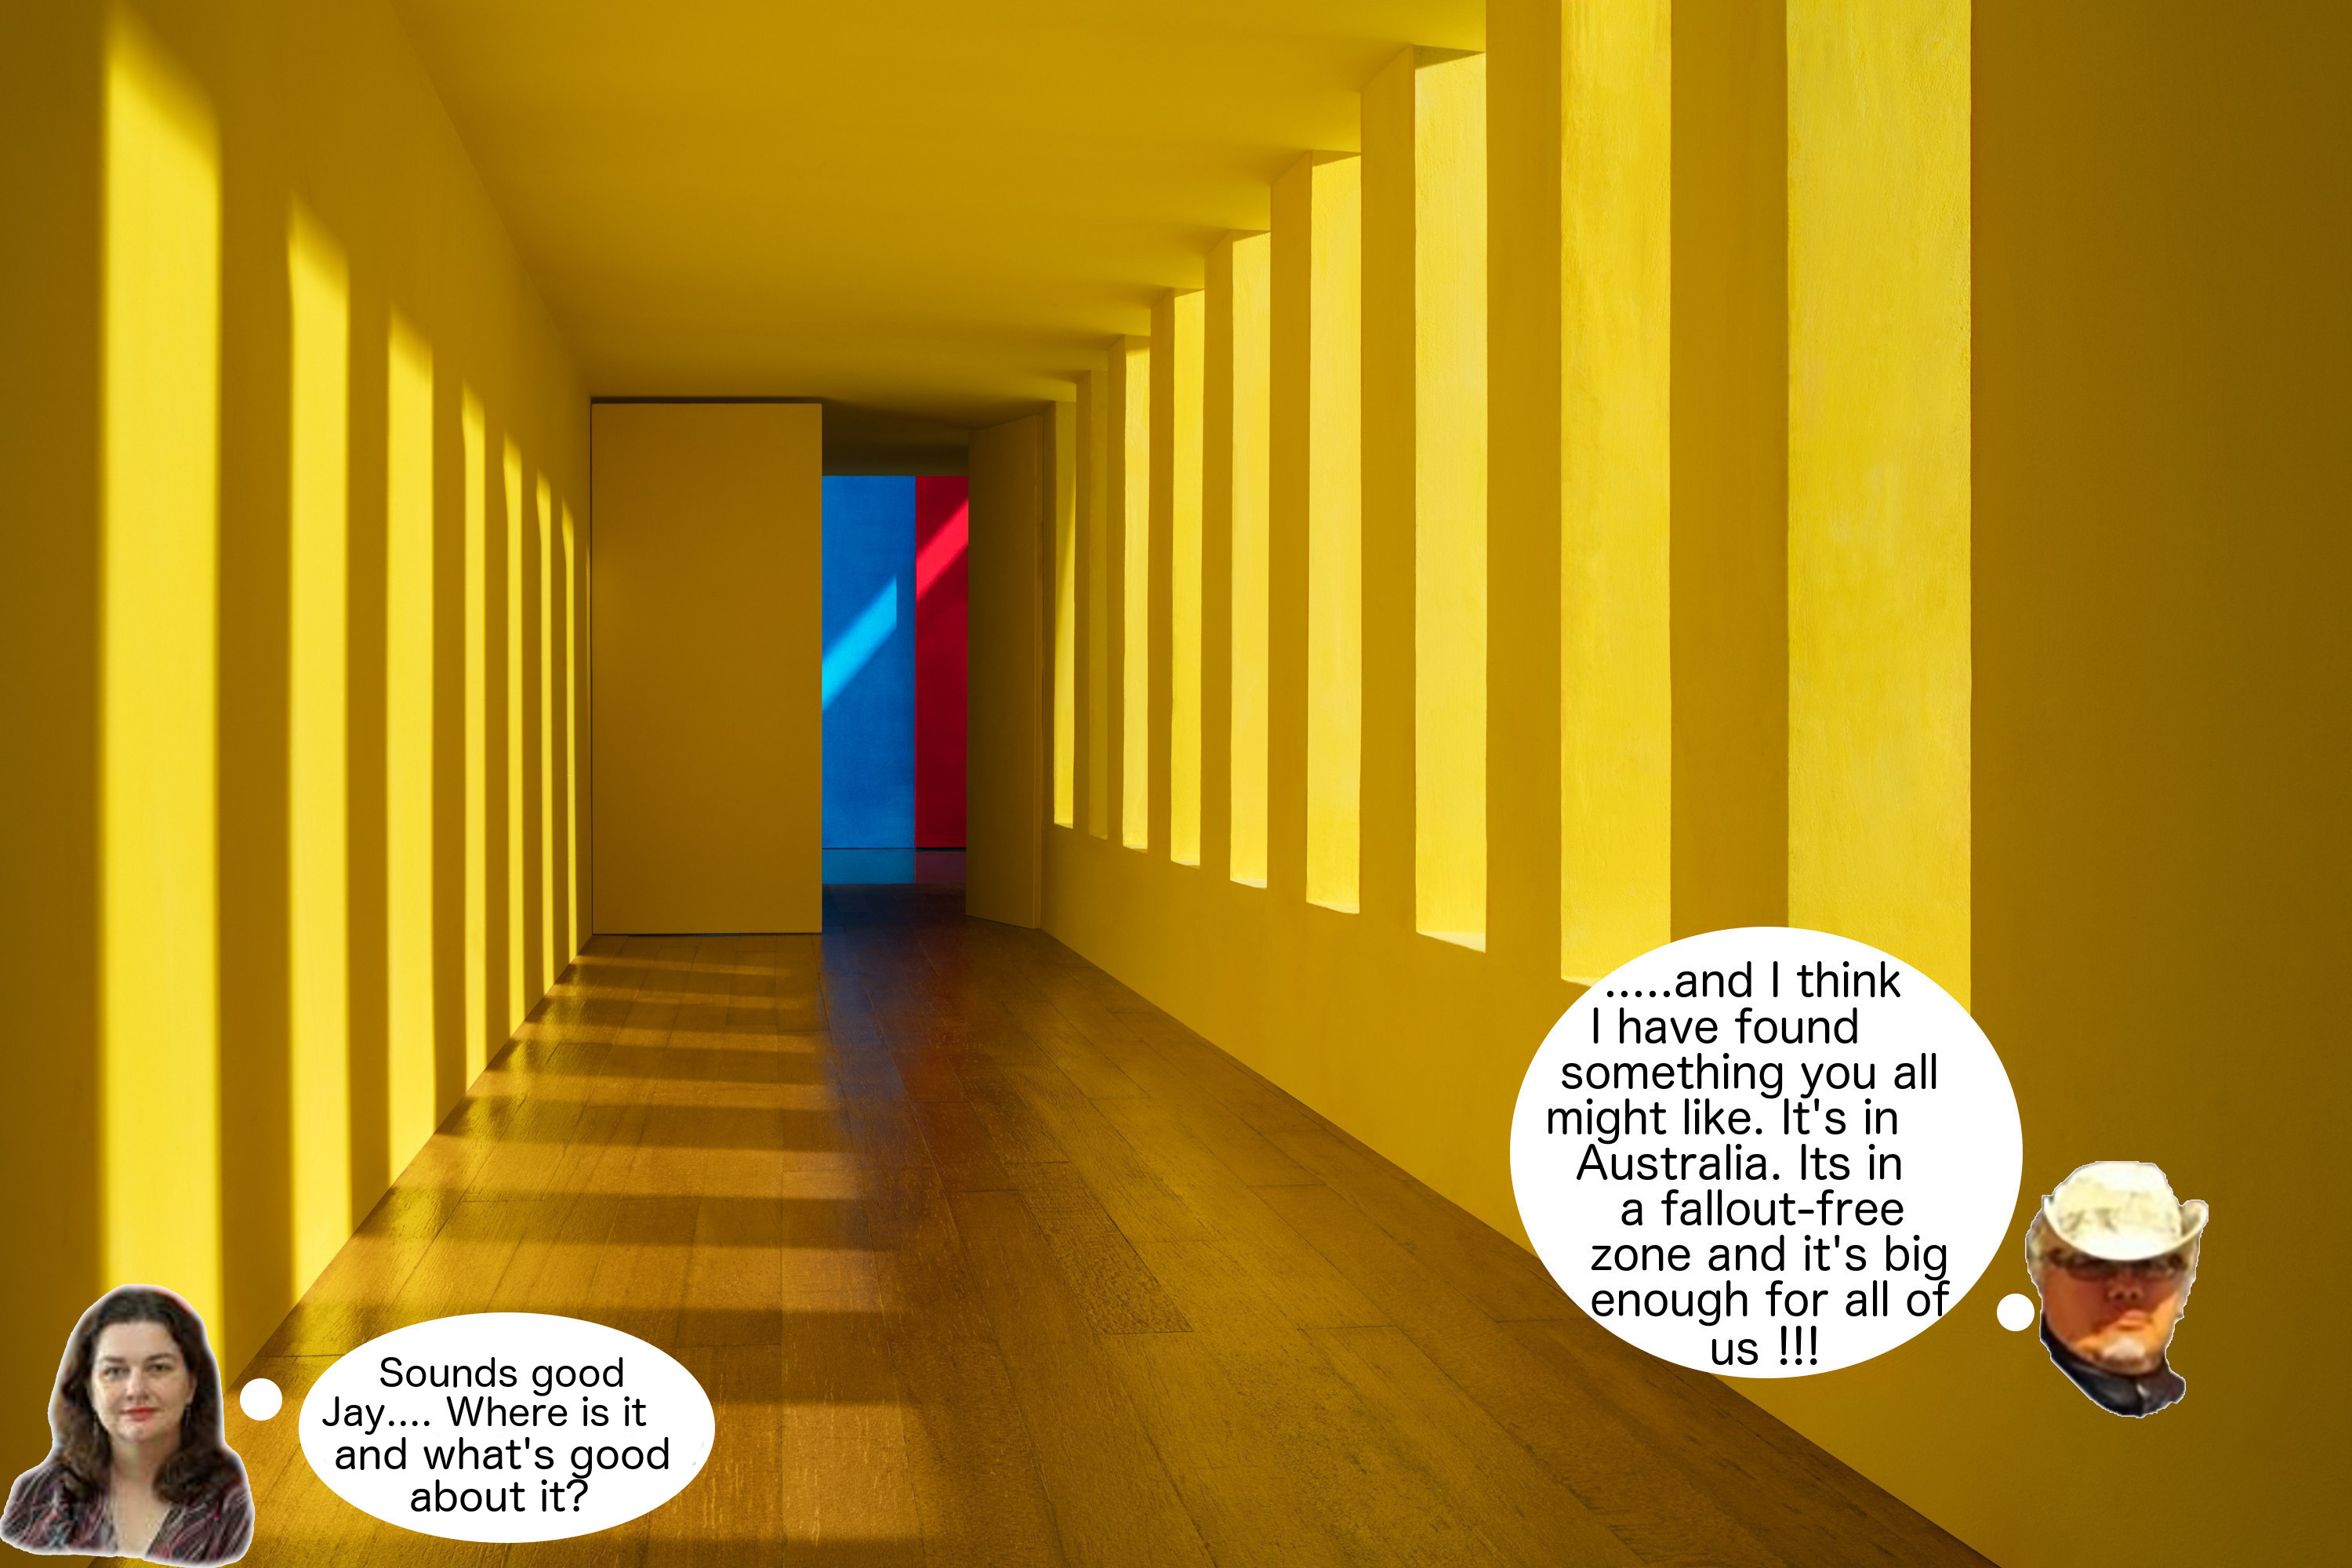 .....and I think
I have found
something you all
might like. It's in
Australia. Its in
a fallout-free
zone and it's big
enough for all of
us !!!
Sounds good
Jay.... Where is it
and what's good
about it?